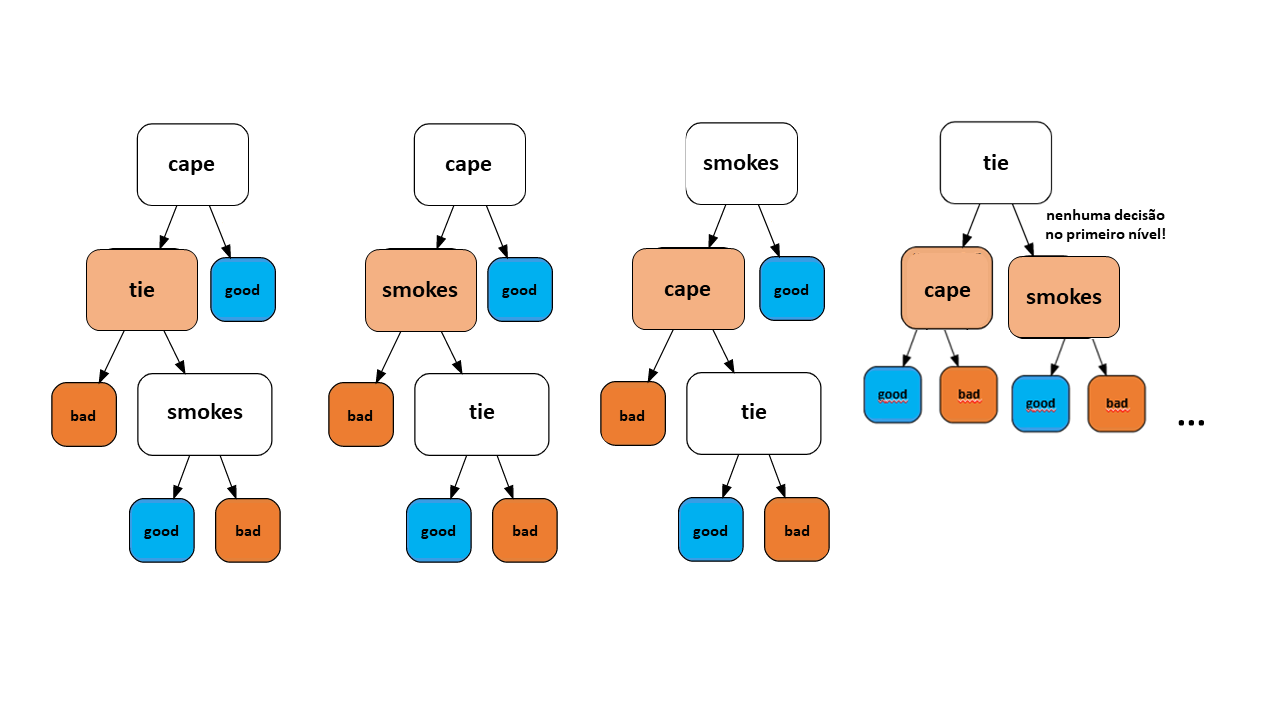 cape
tie
good
bad
smokes
good
bad
cape
smokes
good
bad
tie
good
bad
smokes
cape
good
bad
tie
good
bad
tie
nenhuma decisão
no primeiro nível!
cape
smokes
good
bad
good
bad
...